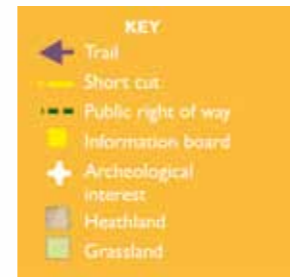 KEY
Trail
Short cut
Public right of way
Information board
Archeological
interest
Heathland
Grassland